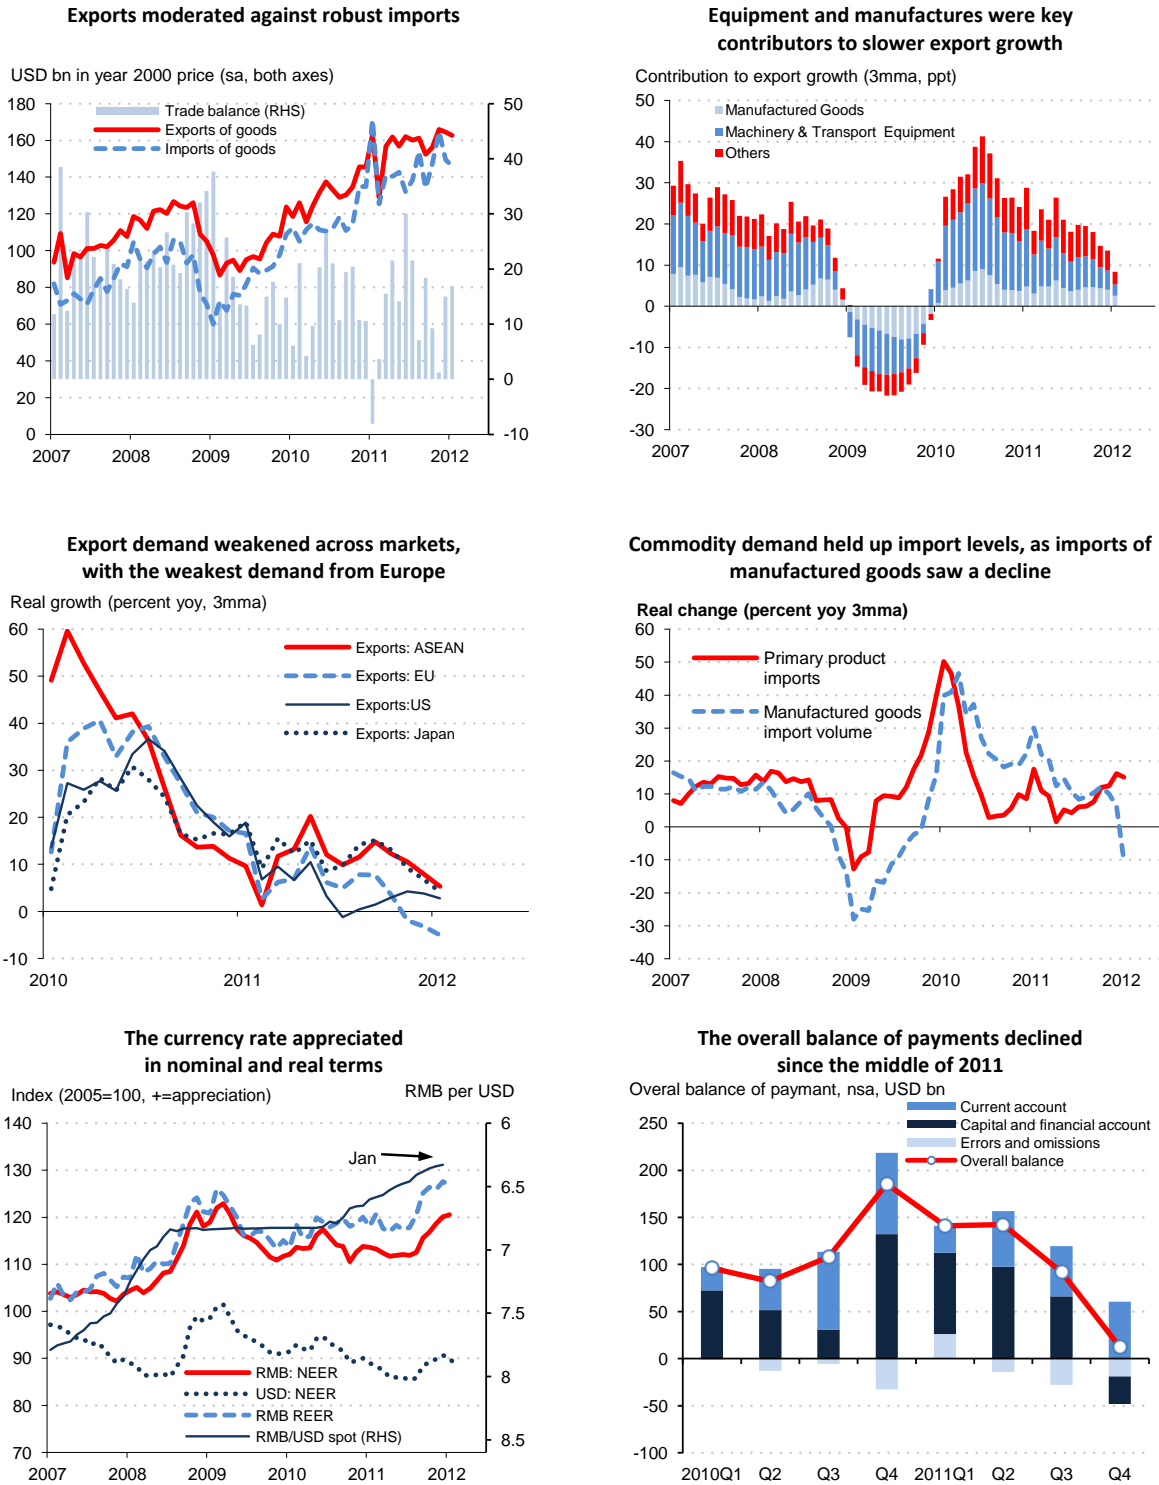 Exports moderated against robust imports
USD bn in year 2000 price (sa, both axes)
180
160
140
120
100
80
60
40
20
0
50
40
30
20
10
0
-10
Trade balance (RHS)
Exports of goods
Imports of goods
2007 2008 2009 2010 2011 2012
Equipment and manufactures were key
contributors to slower export growth
Contribution to export growth (3mma, ppt)
50
40
30
20
10
0
-10
-20
-30
Manufactured Goods
Machinery & Transport Equipment
Others
2007 2008 2009 2010 2011 2012
Export demand weakened across markets,
with the weakest demand from Europe
Real growth (percent yoy, 3mma)
60
50
40
30
20
10
0
-10
Exports: ASEAN
Exports: EU
Exports:US
Exports: Japan
2010 2011 2012
Commodity demand held up import levels, as imports of
manufactured goods saw a decline
Real change (percent yoy 3mma)
60
50
40
30
20
10
0
-10
-20
-30
-40
Primary product
imports
Manufactured goods
import volume
2007 2008 2009 2010 2011 2012
The currency rate appreciated
in nominal and real terms
Index (2005=100, +=appreciation)
RMB per USD
140
130
120
110
100
90
80
70
6
6.5
7
7.5
8
8.5
Jan
RMB: NEER
USD: NEER
RMB REER
RMB/USD spot (RHS)
2007 2008 2009 2010 2011 2012
The overall balance of payments declined
since the middle of 2011
Overal balance of paymant, nsa, USD bn
250
200
150
100
50
0
-50
-100
Current account
Capital and financial account
Errors and omissions
Overall balance
2010Q1 Q2 Q3 Q4 2011Q1 Q2 Q3 Q4